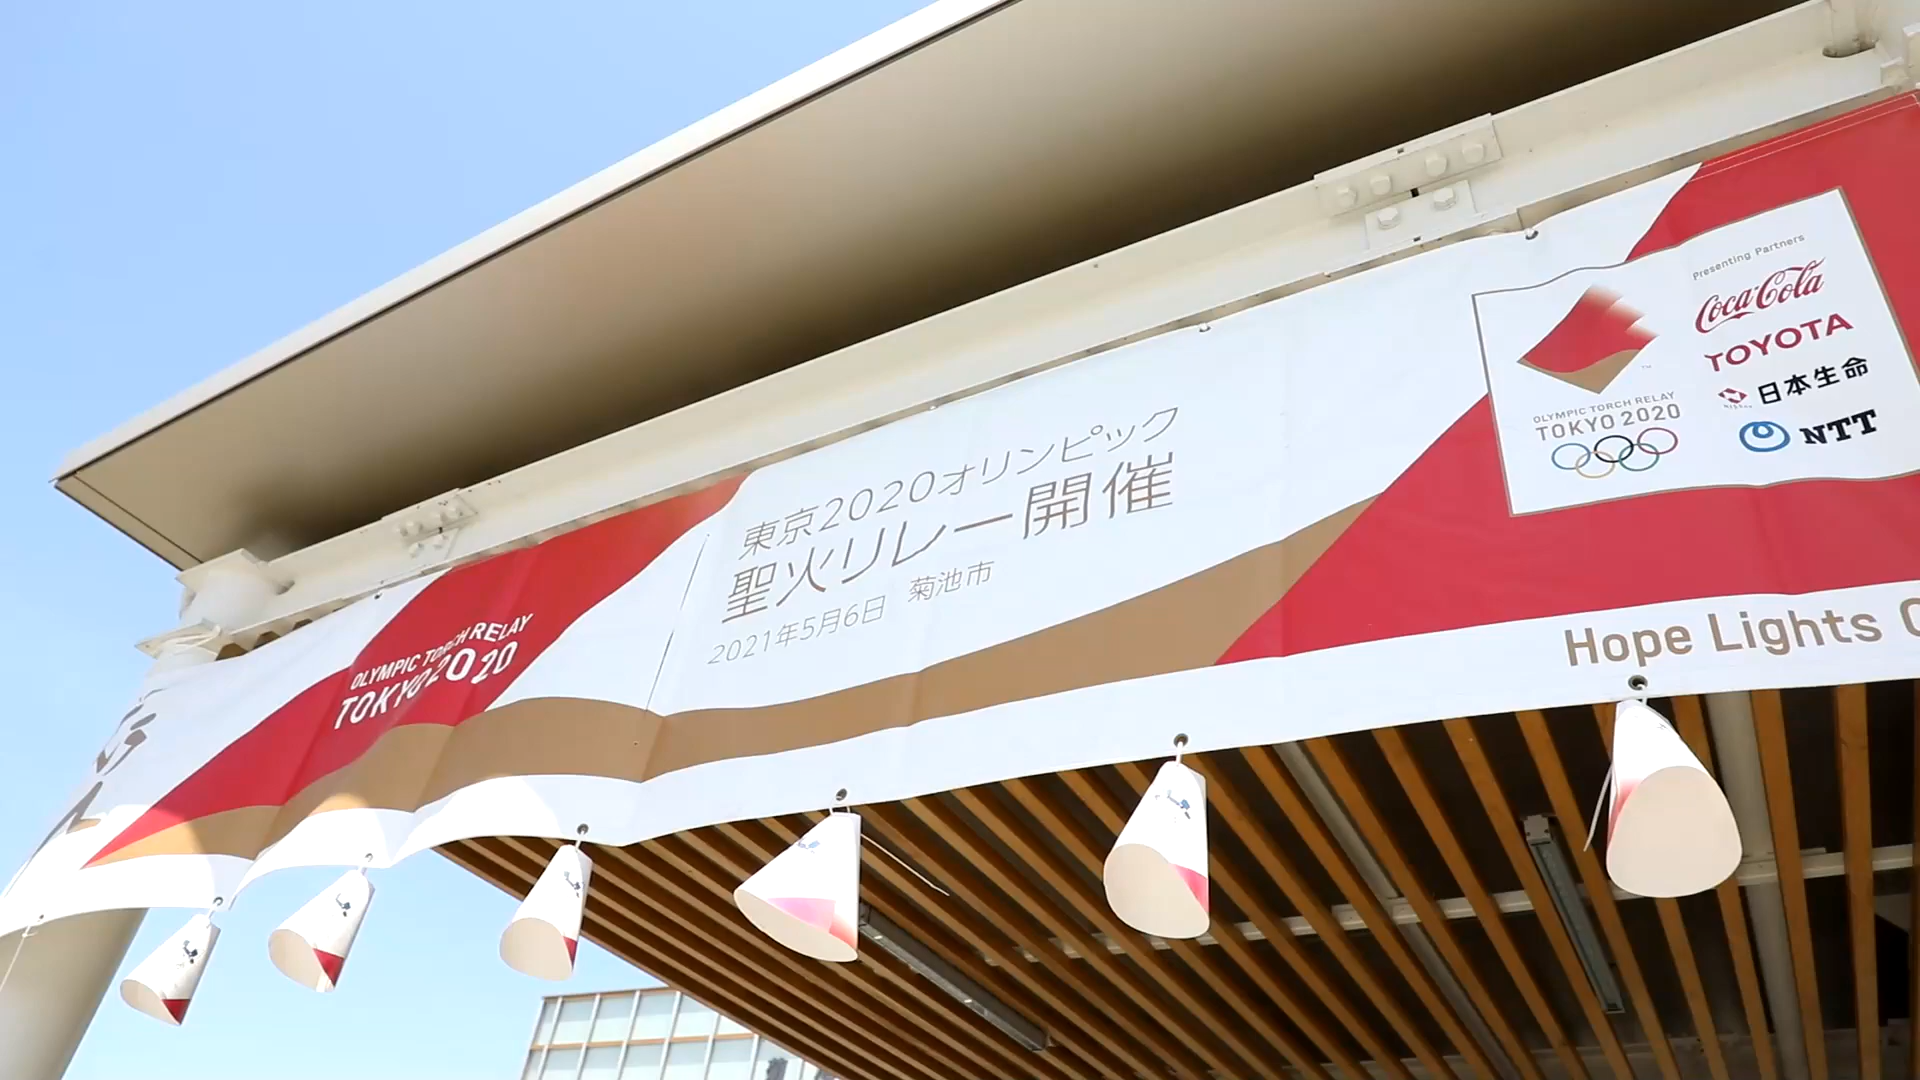 OLYMPIC TORCH RELAY
TOKYO 2020
東京2020オリンピック
聖火リレー開催
2021年5月6日 菊池市
OLYMPIC TORCH RELAY
TOKYO 2020
Presenting Partners
Coca-Cola
TOYOTA
NISSAY 日本生命
NTT
Hope Lights